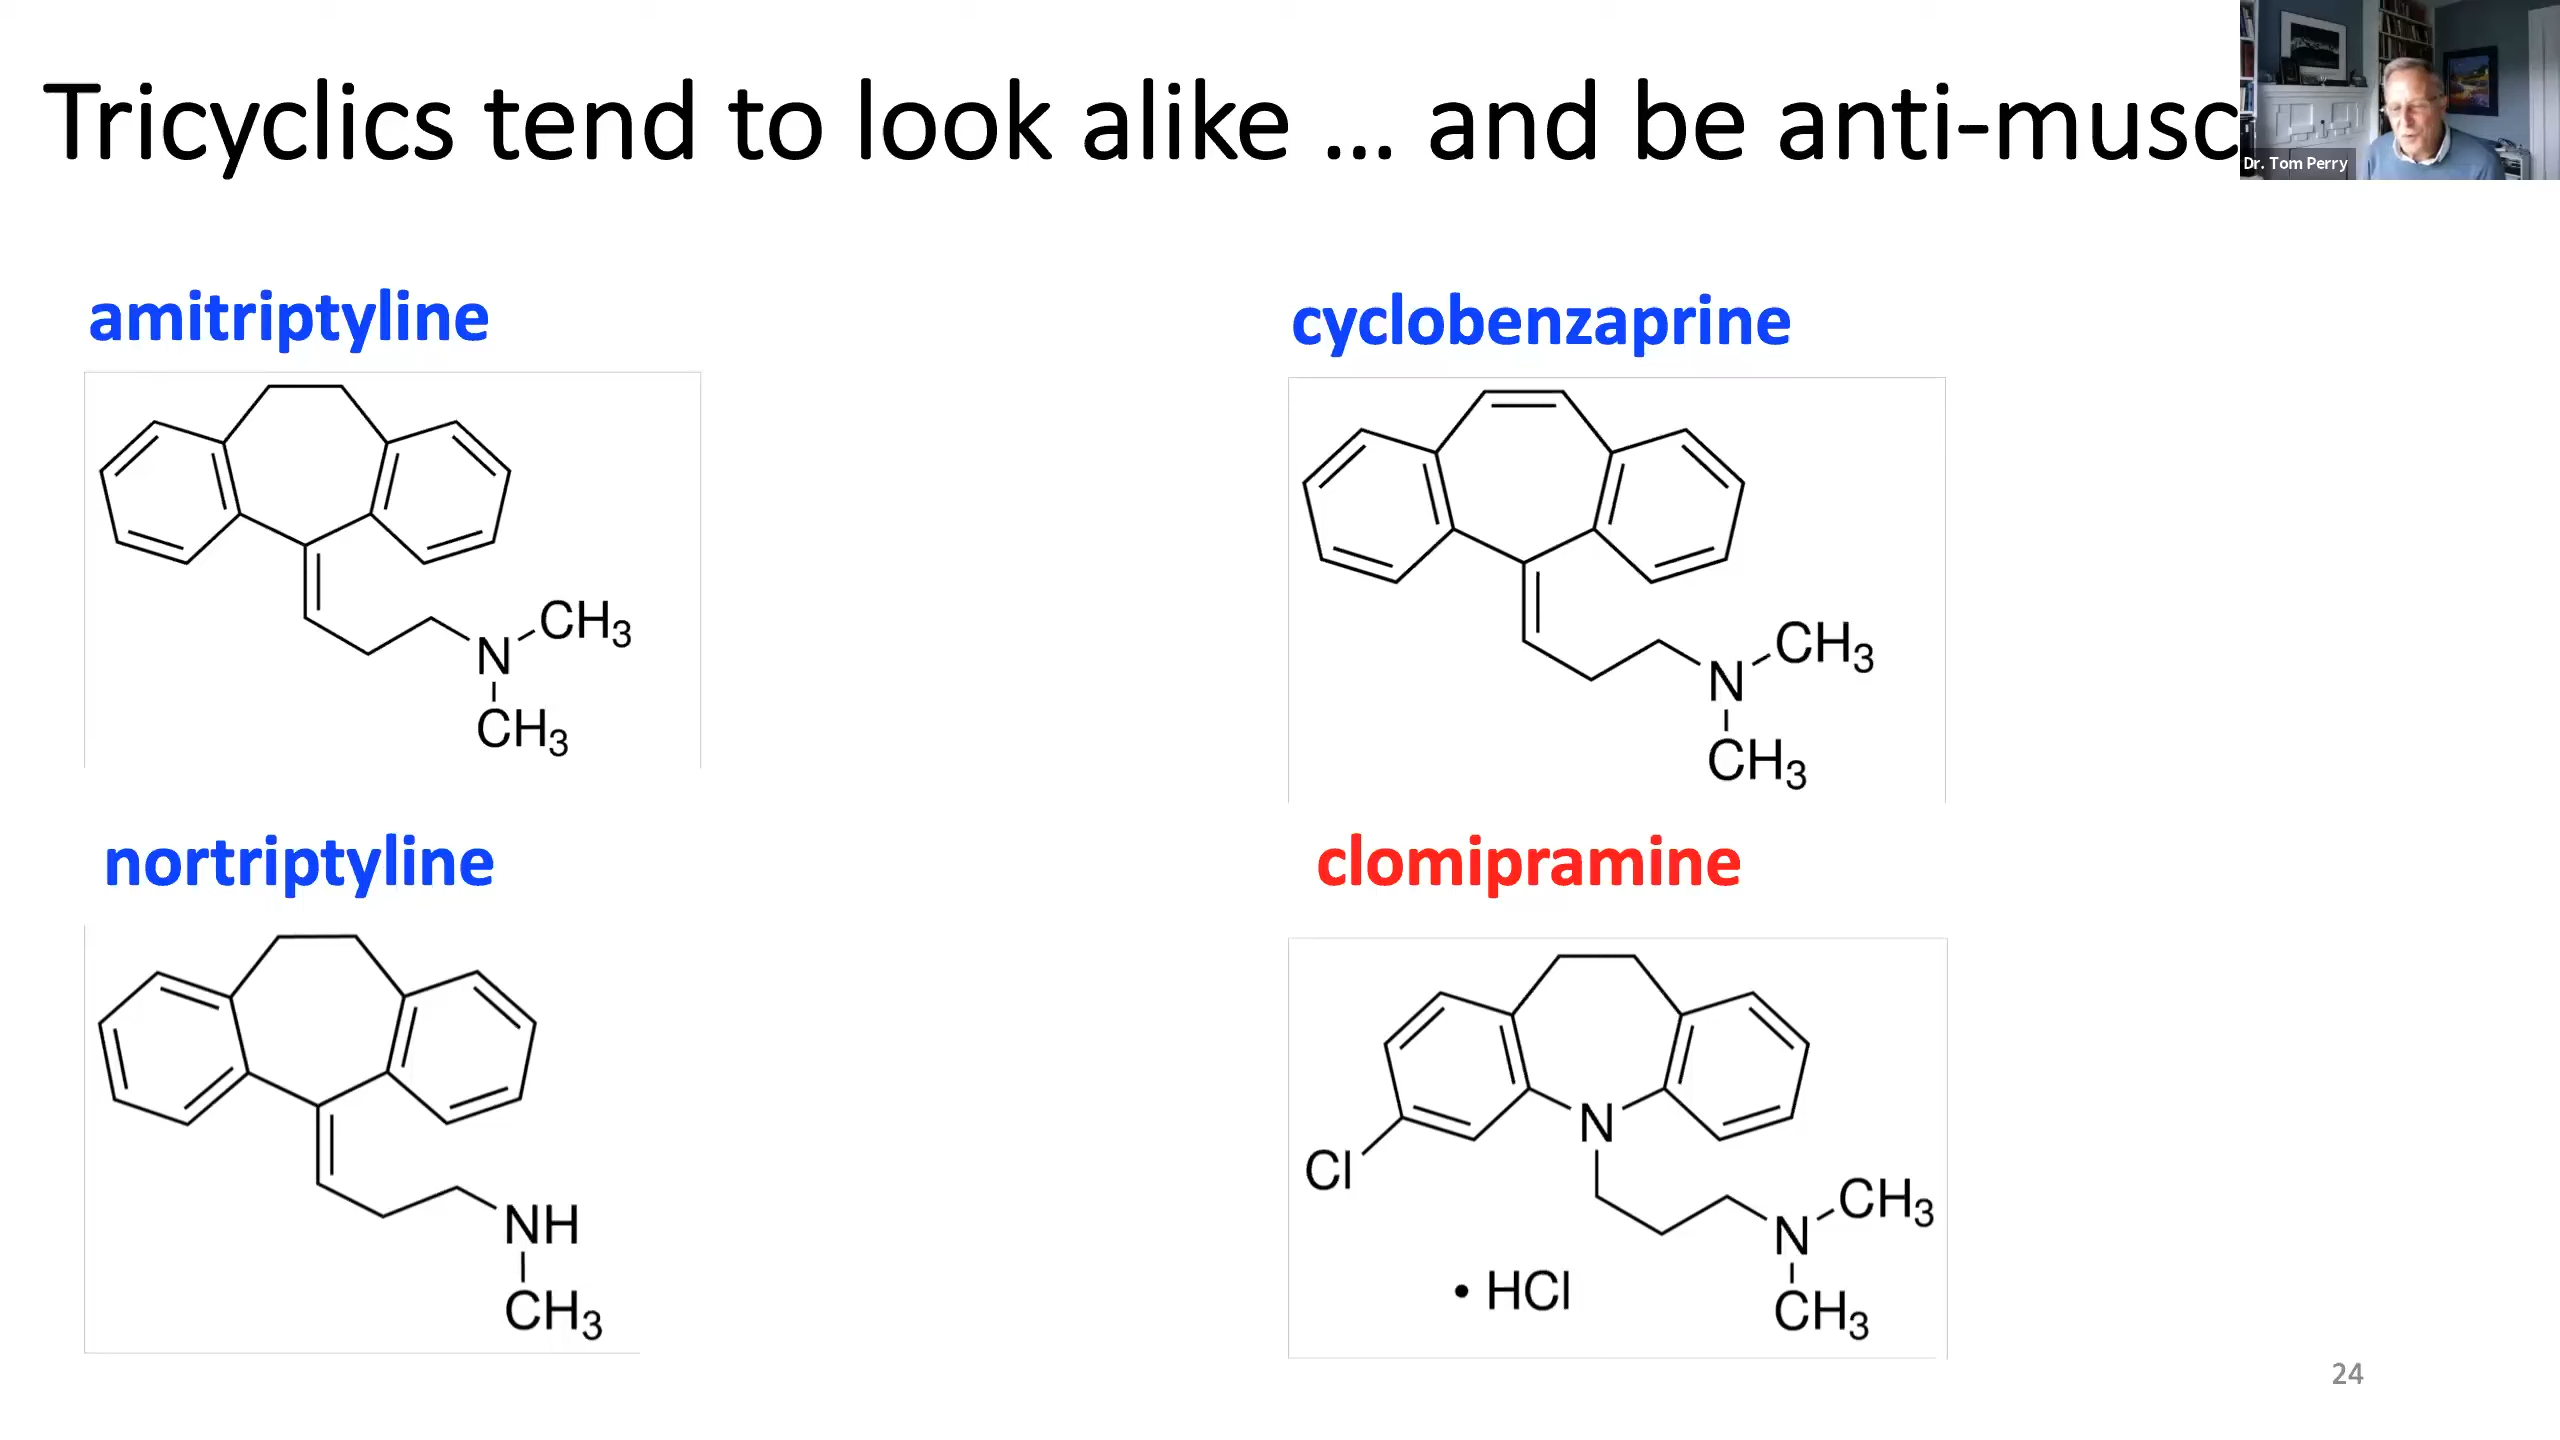 Tricyclics tend to look alike ... and be anti-musc
Dr. Tom Perry
amitriptyline
cyclobenzaprine
N
CH3
CH3
N
CH3
CH3
nortriptyline
clomipramine
NH
CH3
Cl
N
N
CH3
CH3
• HCl
24